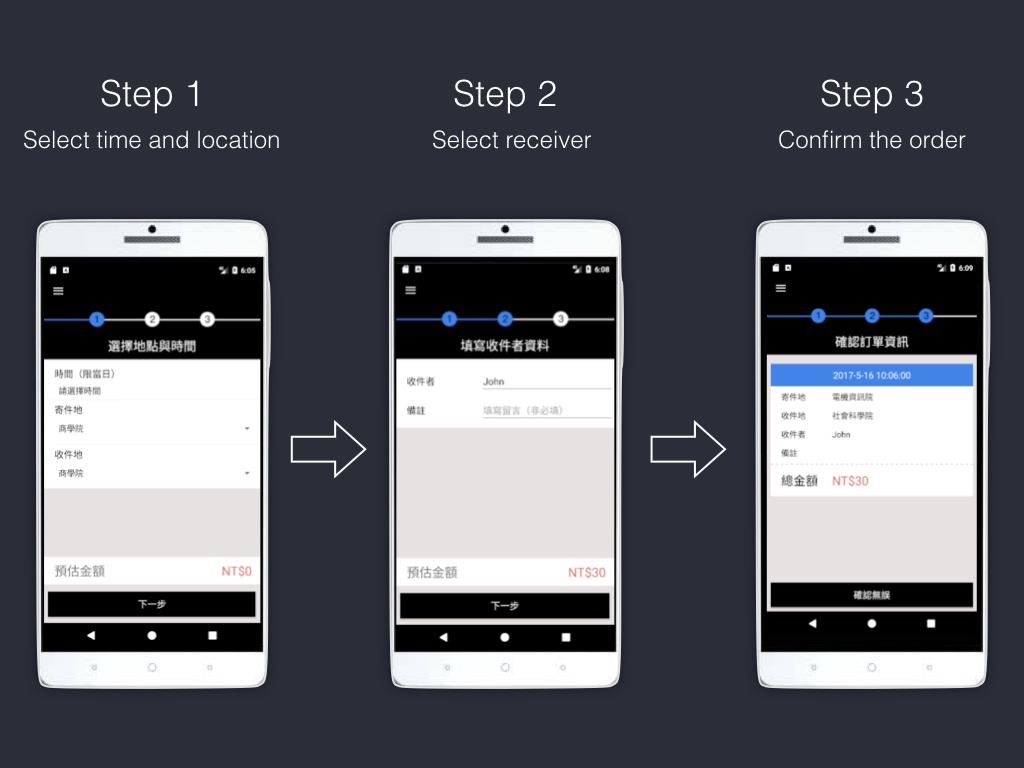 Step 1
Select time and location
6:05
1 2 3
選擇地點與時間
時間（限當日）
請選擇時間
寄件地
商學院
收件地
商學院
預估金額 NT$0
下一步
Step 2
Select receiver
6:08
1 2 3
填寫收件者資料
收件者 John
備註 填寫留言（非必填）
預估金額 NT$30
下一步
Step 3
Confirm the order
6:09
1 2 3
確認訂單資訊
2017-5-16 10:06:00
寄件地 電機資訊院
收件地 社會科學院
收件者 John
備註
總金額 NT$30
確認無誤